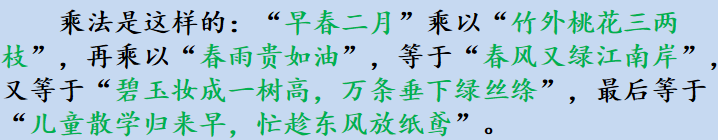 乘法是这样的：“早春二月”乘以“竹外桃花三两
枝”，再乘以“春雨贵如油”，等于“春风又绿江南岸”，
又等于“碧玉妆成一树高，万条垂下绿丝绦”，最后等于
“儿童散学归来早，忙趁东风放纸鸢”。